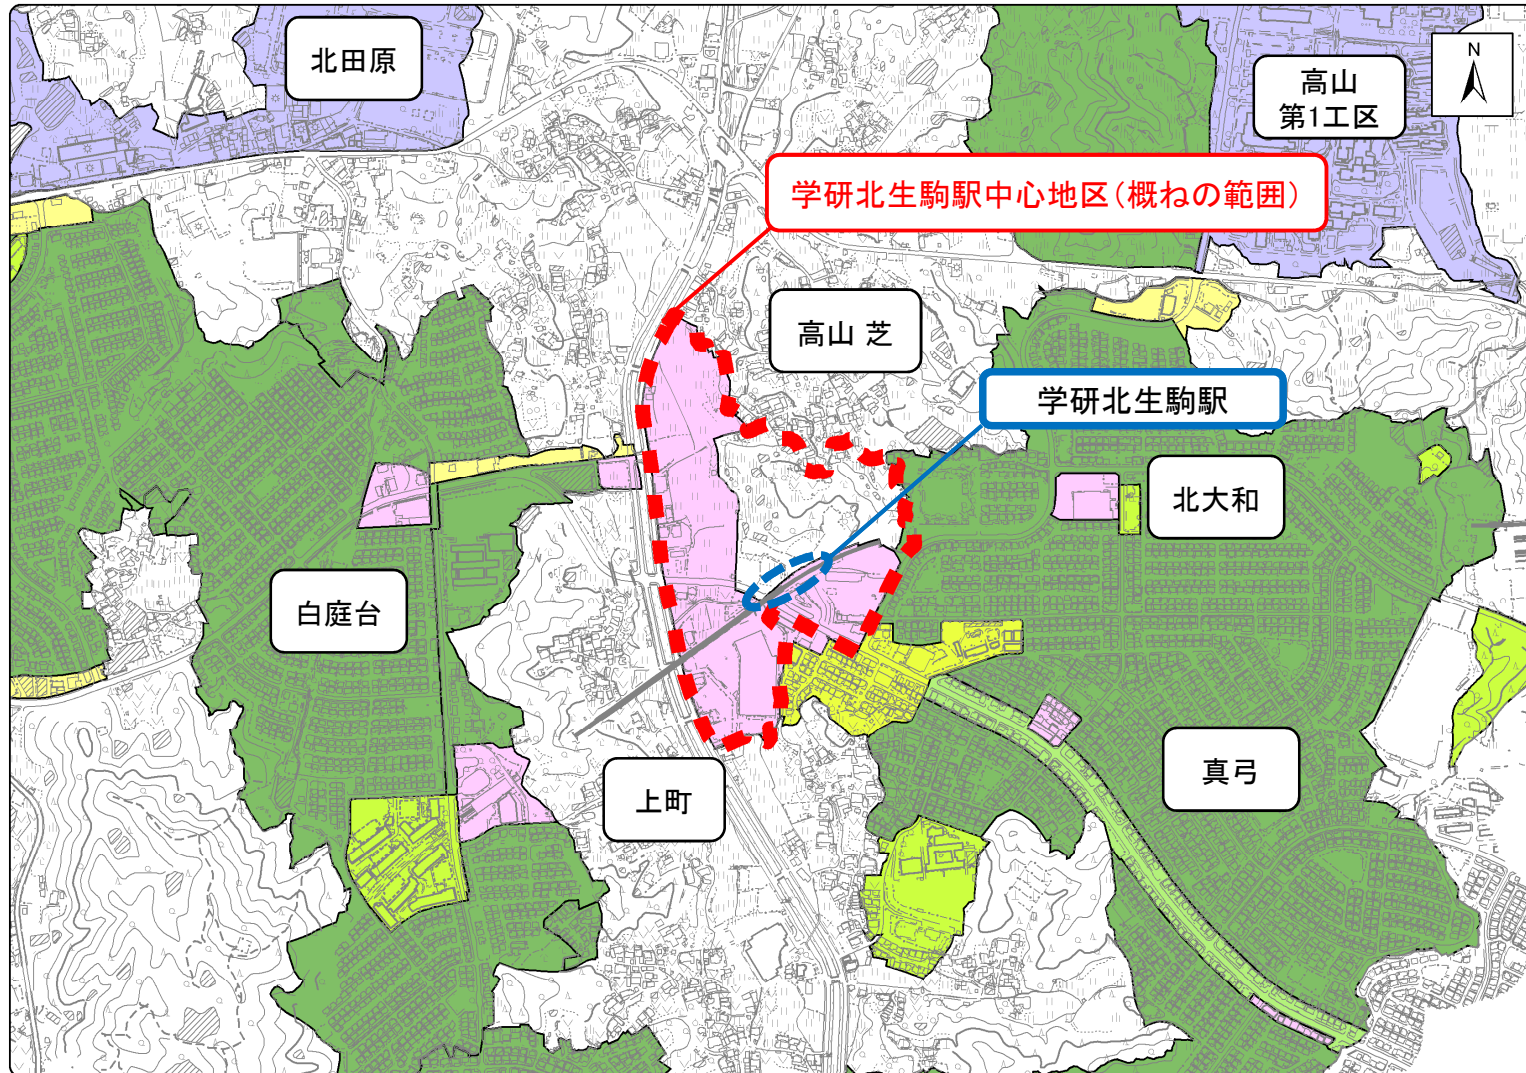 北田原
高山
第1工区
N
学研北生駒駅中心地区(概ねの範囲)
高山 芝
学研北生駒駅
北大和
白庭台
真弓
上町